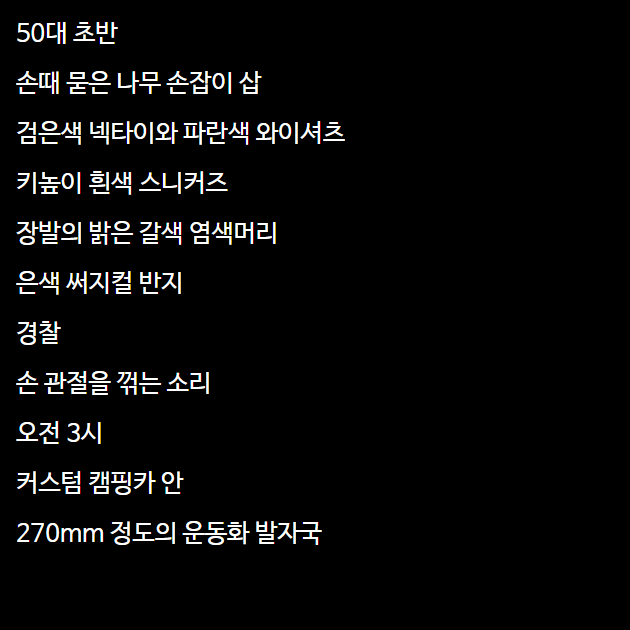 50대 초반
손때 묻은 나무 손잡이 삽
검은색 넥타이와 파란색 와이셔츠
키높이 흰색 스니커즈
장발의 밝은 갈색 염색머리
은색 써지컬 반지
경찰
손 관절을 꺾는 소리
오전 3시
커스텀 캠핑카 안
270mm 정도의 운동화 발자국